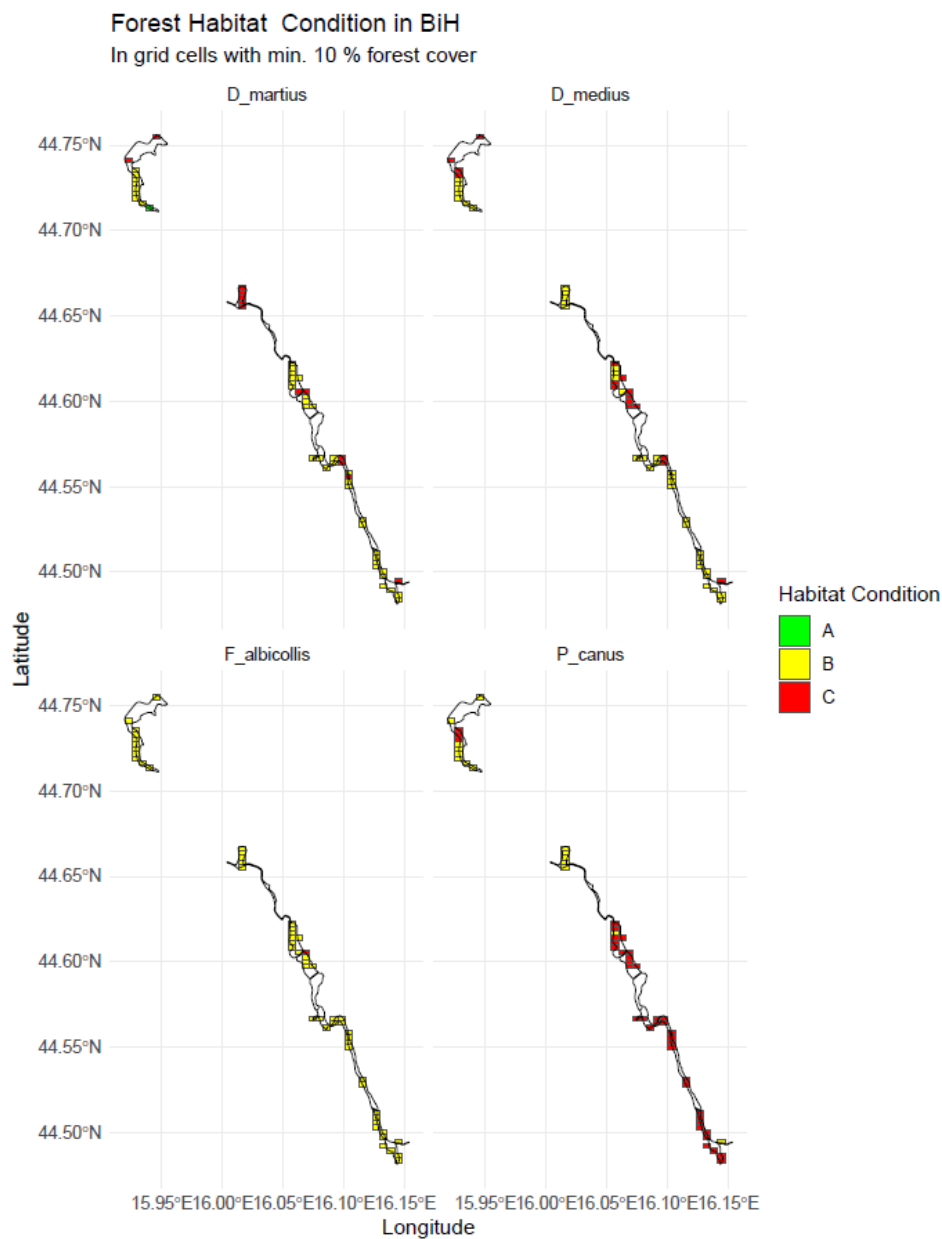 Forest Habitat  Condition in BiH
In grid cells with min. 10 % forest cover
D_martius
D_medius
44.75°N
44.70°N
44.65°N
44.60°N
44.55°N
44.50°N
Latitude
Habitat Condition
A
B
C
F_albicollis
P_canus
44.75°N
44.70°N
44.65°N
44.60°N
44.55°N
44.50°N
15.95°E16.00°E16.05°E16.10°E16.15°E
15.95°E16.00°E16.05°E16.10°E16.15°E
Longitude